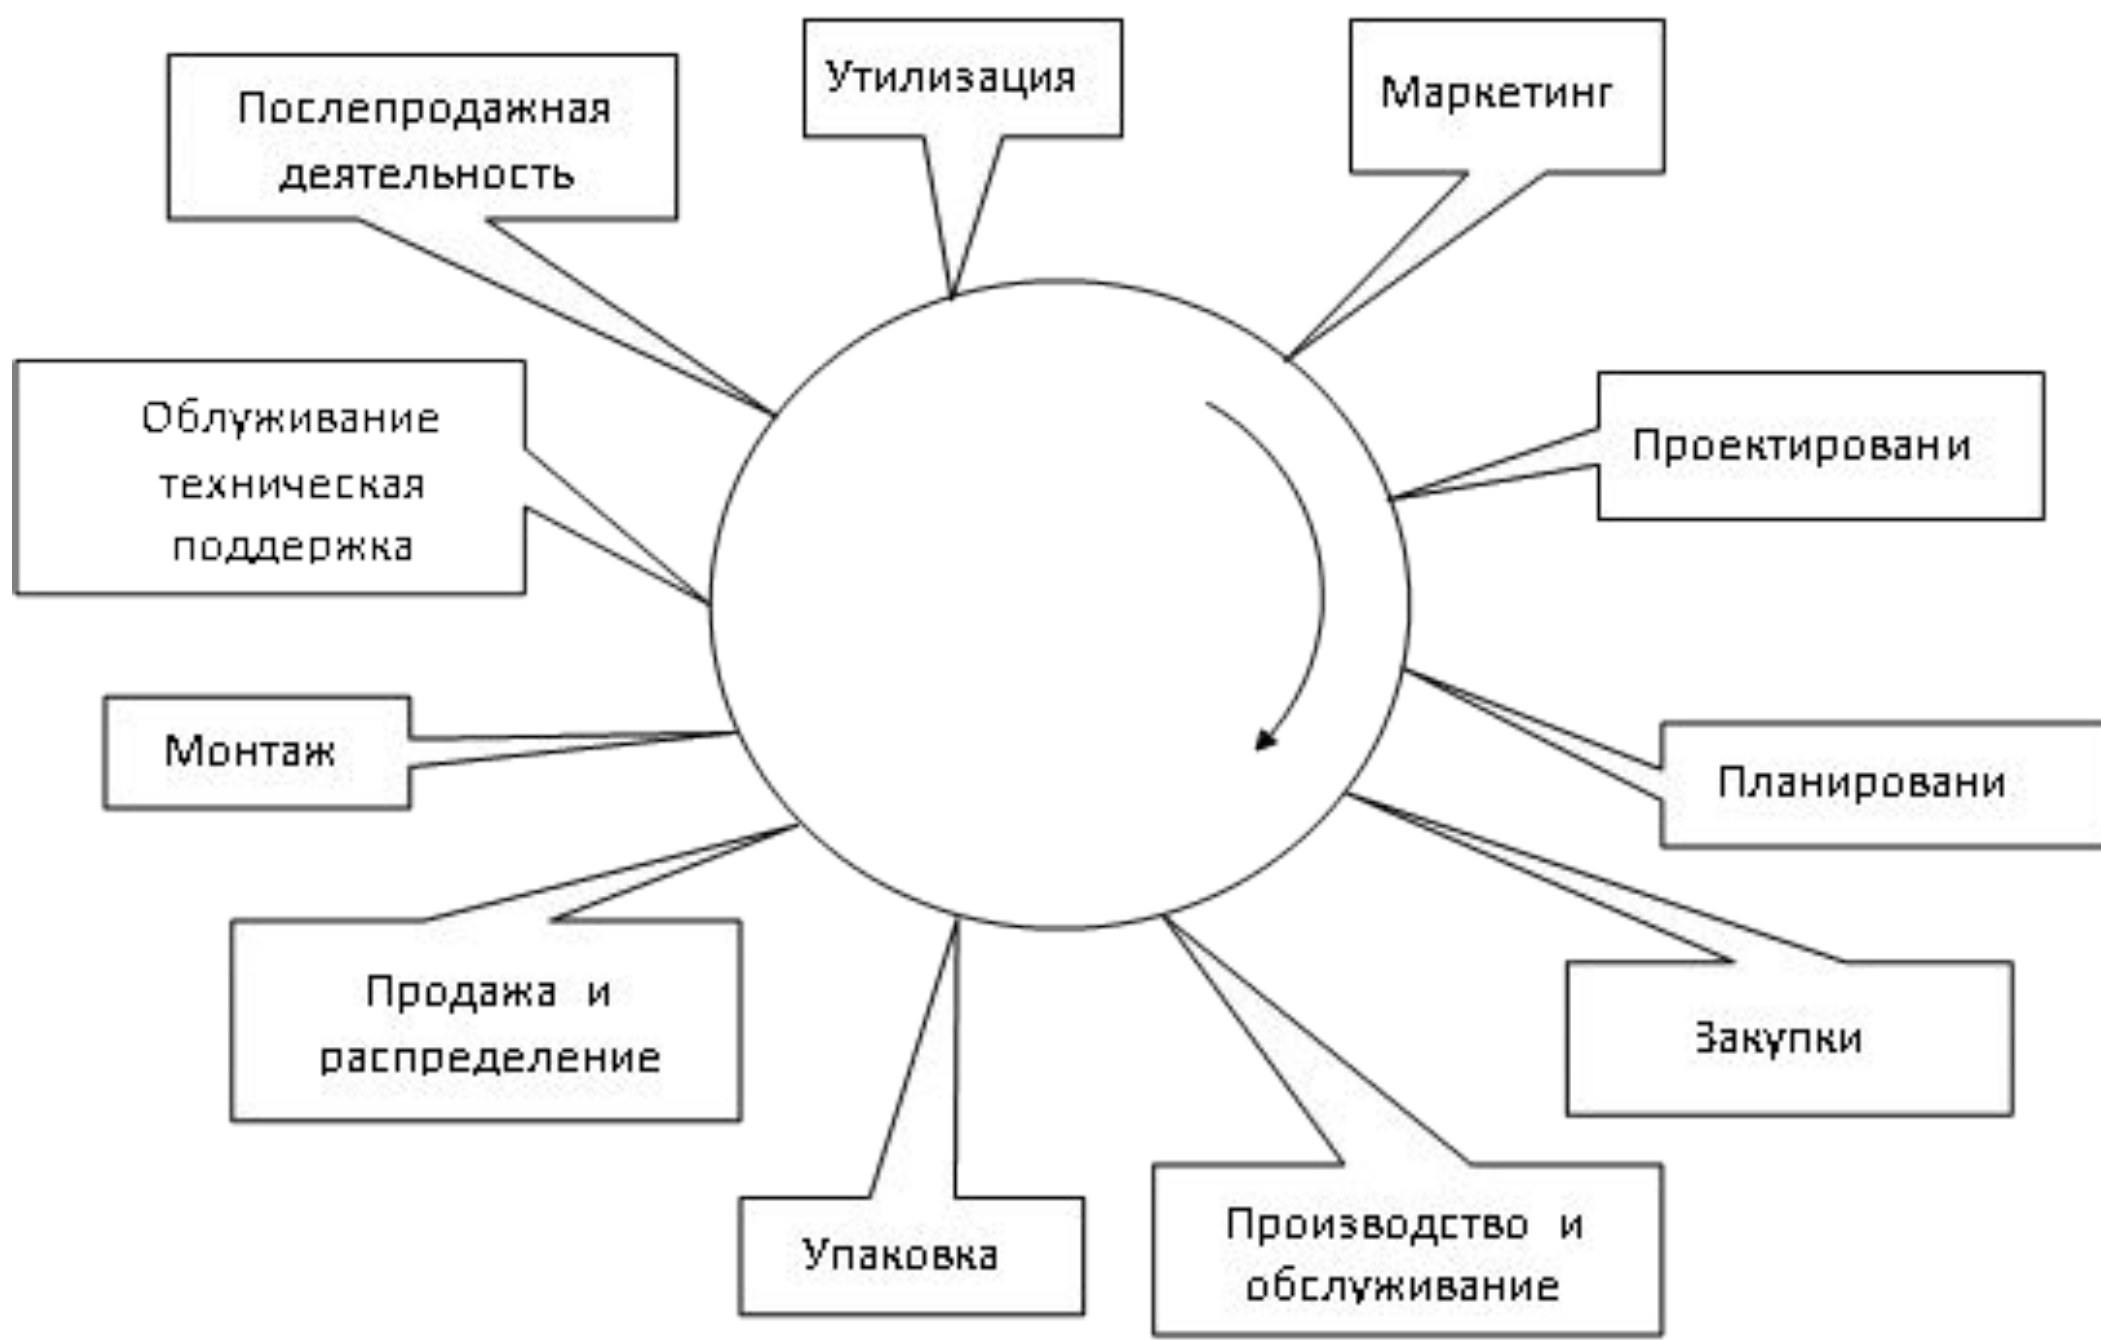 Утилизация
Маркетинг
Послепродажная
деятельность
Проектировани
Облуживание
техническая
поддержка
Планировани
Монтаж
Закупки
Продажа и
распределение
Производство и
обслуживание
Упаковка